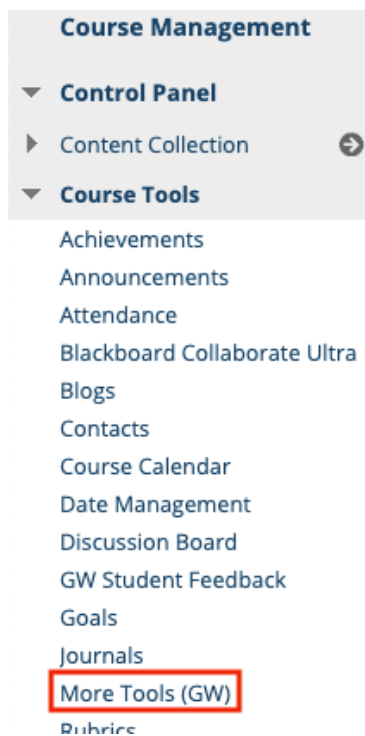 Course Management
Control Panel
Content Collection
Course Tools
Achievements
Announcements
Attendance
Blackboard Collaborate Ultra
Blogs
Contacts
Course Calendar
Date Management
Discussion Board
GW Student Feedback
Goals
Journals
More Tools (GW)
Rubrics